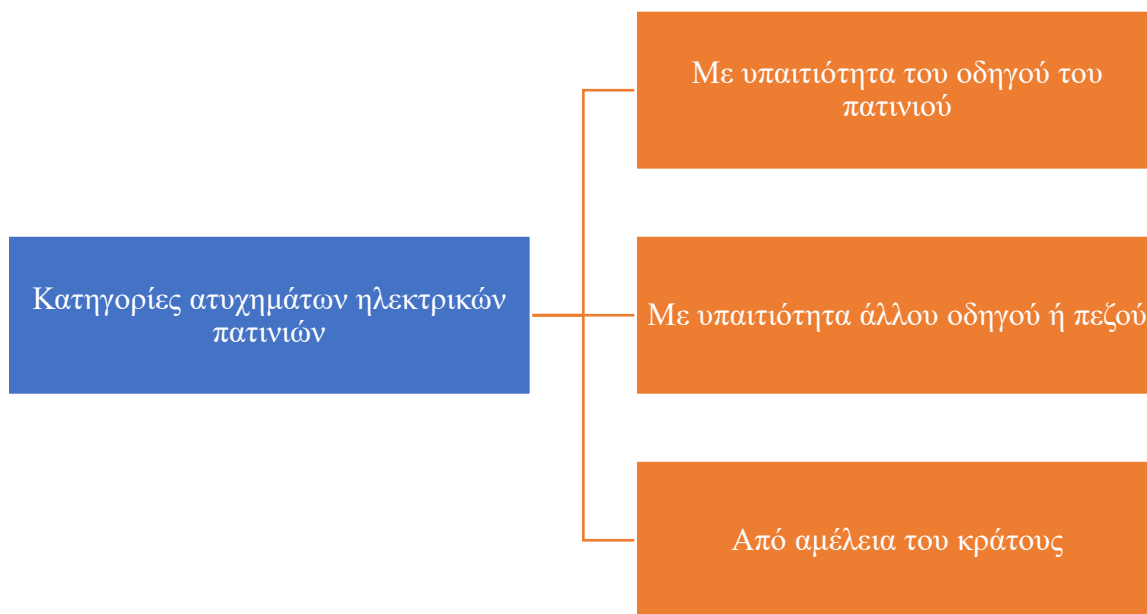 Με υπαιτιότητα του οδηγού του
πατινιού
Κατηγορίες ατυχημάτων ηλεκτρικών
πατινιών
Με υπαιτιότητα άλλου οδηγού ή πεζού
Από αμέλεια του κράτους